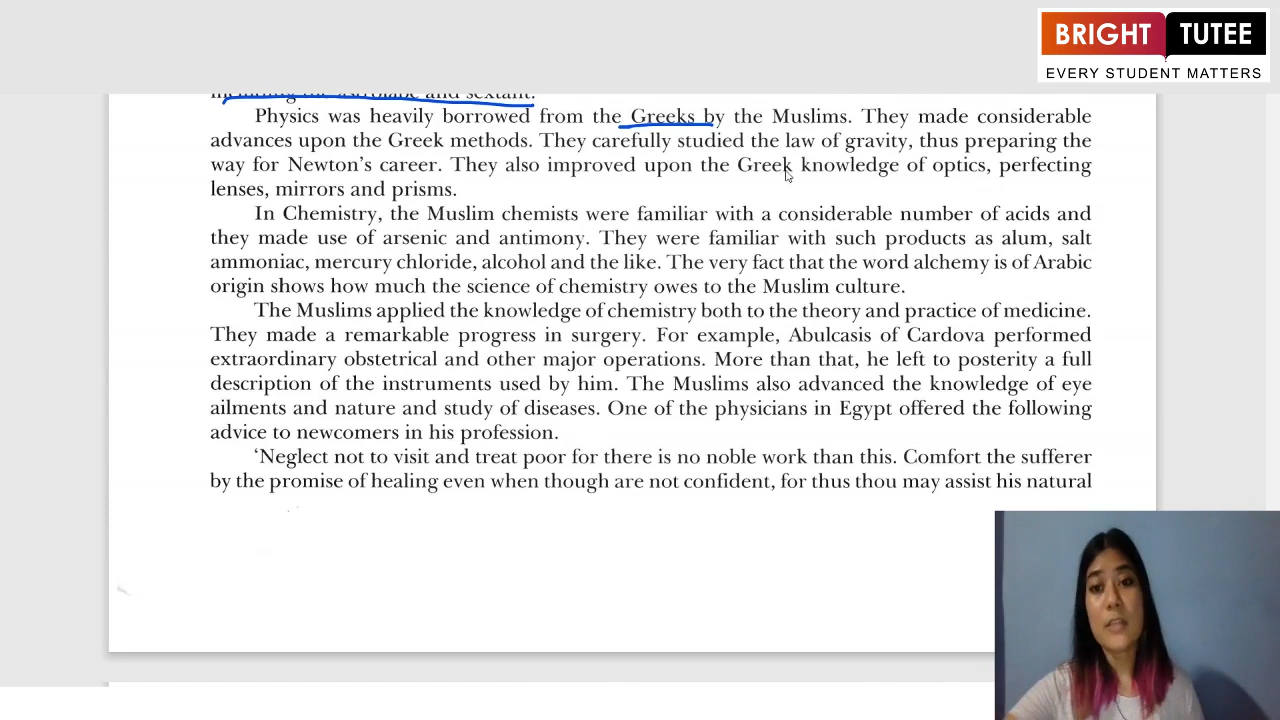 BRIGHT TUTEE
EVERY STUDENT MATTERS
including the astrolabe and sextant.
Physics was heavily borrowed from the Greeks by the Muslims. They made considerable
advances upon the Greek methods. They carefully studied the law of gravity, thus preparing the
way for Newton's career. They also improved upon the Greek knowledge of optics, perfecting
lenses, mirrors and prisms.
In Chemistry, the Muslim chemists were familiar with a considerable number of acids and
they made use of arsenic and antimony. They were familiar with such products as alum, salt
ammoniac, mercury chloride, alcohol and the like. The very fact that the word alchemy is of Arabic
origin shows how much the science of chemistry owes to the Muslim culture.
The Muslims applied the knowledge of chemistry both to the theory and practice of medicine.
They made a remarkable progress in surgery. For example, Abulcasis of Cardova performed
extraordinary obstetrical and other major operations. More than that, he left to posterity a full
description of the instruments used by him. The Muslims also advanced the knowledge of eye
ailments and nature and study of diseases. One of the physicians in Egypt offered the following
advice to newcomers in his profession.
‘Neglect not to visit and treat poor for there is no noble work than this. Comfort the sufferer
by the promise of healing even when though are not confident, for thus thou may assist his natural